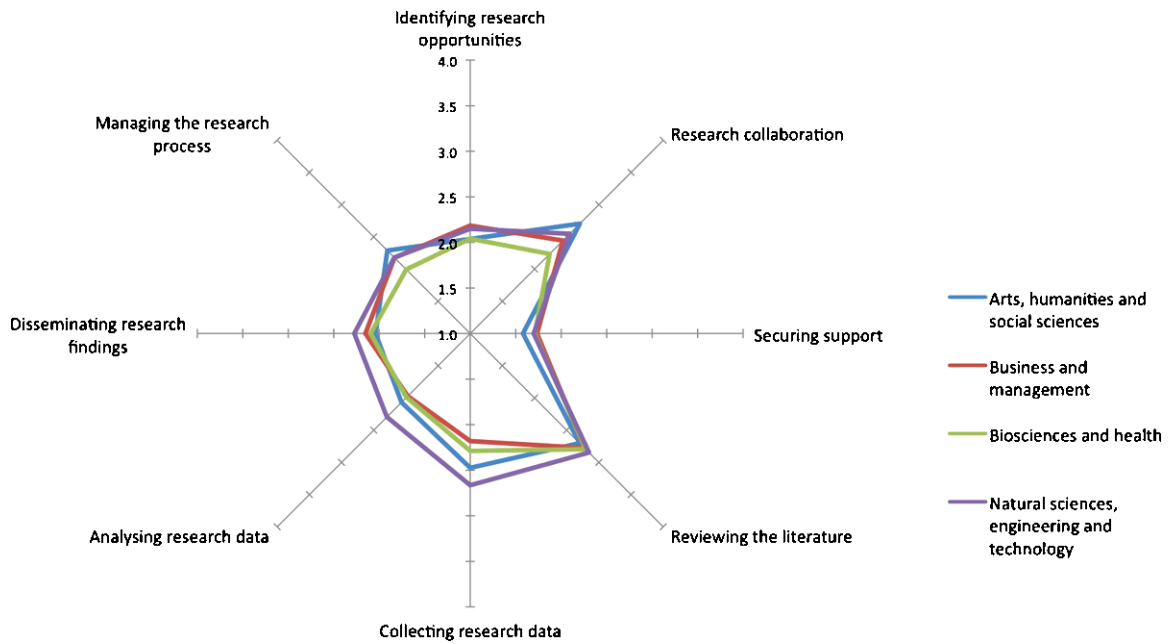 Identifying research
opportunities
4.0
3.5
3.0
2.5
2.0
1.5
1.0
Research collaboration
Securing support
Reviewing the literature
Collecting research data
Analysing research data
Disseminating research
findings
Managing the research
process
Arts, humanities and
social sciences
Business and
management
Biosciences and health
Natural sciences,
engineering and
technology